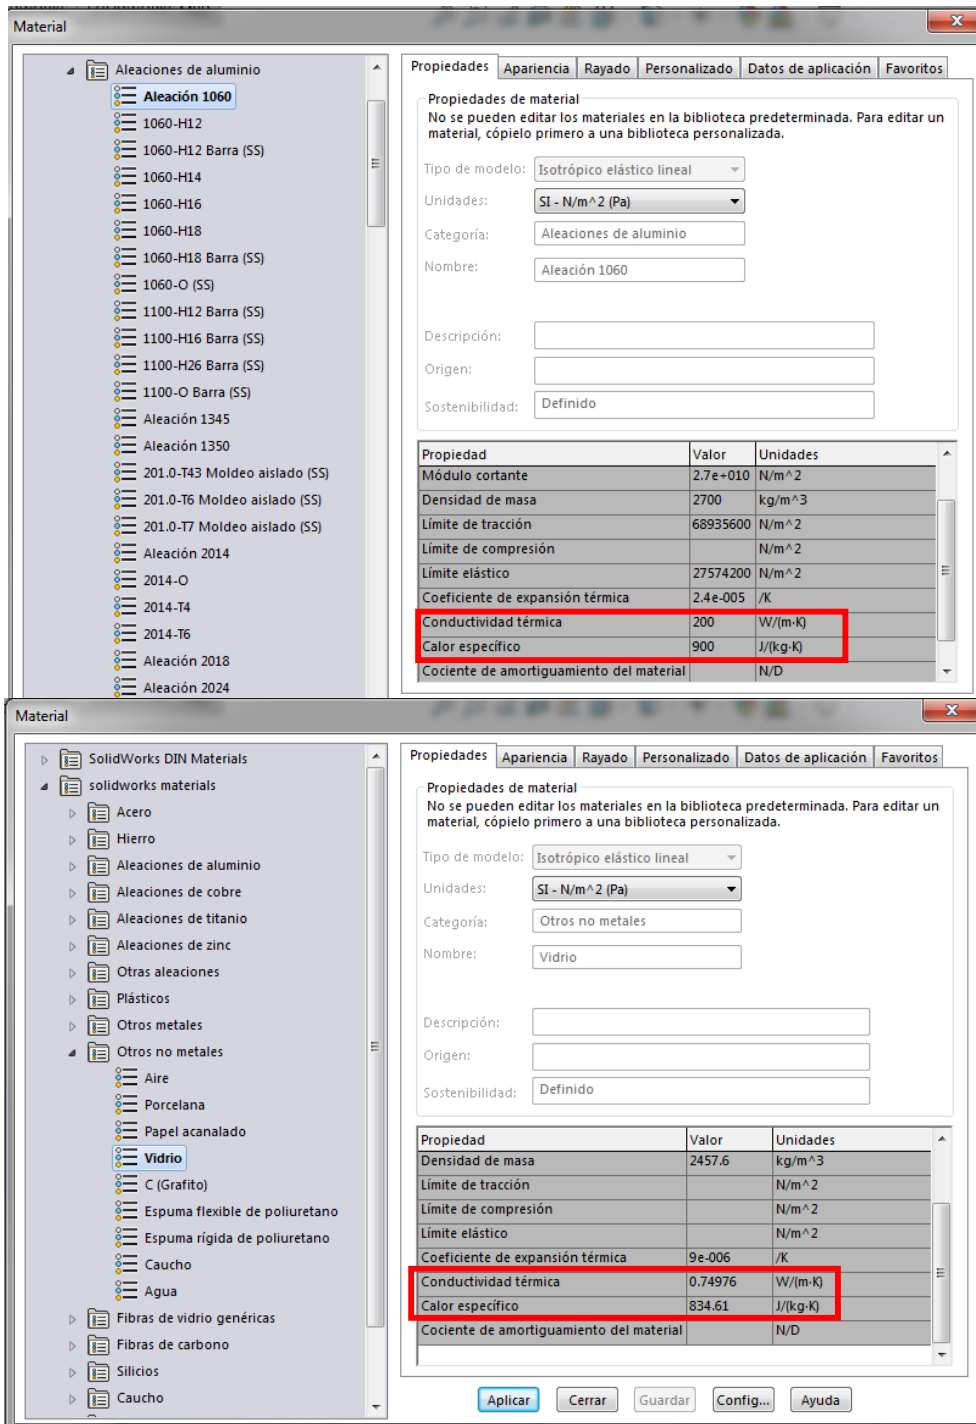 Material
Aleaciones de aluminio
Aleación 1060
1060-H12
1060-H12 Barra (SS)
1060-H14
1060-H16
1060-H18
1060-H18 Barra (SS)
1060-O (SS)
1100-H12 Barra (SS)
1100-H16 Barra (SS)
1100-H26 Barra (SS)
1100-O Barra (SS)
Aleación 1345
Aleación 1350
201.0-T43 Moldeo aislado (SS)
201.0-T6 Moldeo aislado (SS)
201.0-T7 Moldeo aislado (SS)
Aleación 2014
2014-O
2014-T4
2014-T6
Aleación 2018
Aleación 2024
Propiedades Apariencia Rayado Personalizado Datos de aplicación Favoritos
Propiedades de material
No se pueden editar los materiales en la biblioteca predeterminada. Para editar un
material, cópielo primero a una biblioteca personalizada.
Tipo de modelo: Isotrópico elástico lineal
Unidades: SI - N/m^2 (Pa)
Categoría: Aleaciones de aluminio
Nombre: Aleación 1060
Descripción:
Origen:
Sostenibilidad: Definido
Propiedad Valor Unidades
Módulo cortante 2.7e+010 N/m^2
Densidad de masa 2700 kg/m^3
Límite de tracción 68935600 N/m^2
Límite de compresión N/m^2
Límite elástico 27574200 N/m^2
Coeficiente de expansión térmica 2.4e-005 /K
Conductividad térmica 200 W/(m·K)
Calor específico 900 J/(kg·K)
Cociente de amortiguamiento del material N/D
Material
SolidWorks DIN Materials
solidworks materials
Acero
Hierro
Aleaciones de aluminio
Aleaciones de cobre
Aleaciones de titanio
Aleaciones de zinc
Otras aleaciones
Plásticos
Otros metales
Otros no metales
Aire
Porcelana
Papel acanalado
Vidrio
C (Grafito)
Espuma flexible de poliuretano
Espuma rígida de poliuretano
Caucho
Agua
Fibras de vidrio genéricas
Fibras de carbono
Silicios
Caucho
Propiedades Apariencia Rayado Personalizado Datos de aplicación Favoritos
Propiedades de material
No se pueden editar los materiales en la biblioteca predeterminada. Para editar un
material, cópielo primero a una biblioteca personalizada.
Tipo de modelo: Isotrópico elástico lineal
Unidades: SI - N/m^2 (Pa)
Categoría: Otros no metales
Nombre: Vidrio
Descripción:
Origen:
Sostenibilidad: Definido
Propiedad Valor Unidades
Densidad de masa 2457.6 kg/m^3
Límite de tracción N/m^2
Límite de compresión N/m^2
Límite elástico N/m^2
Coeficiente de expansión térmica 9e-006 /K
Conductividad térmica 0.74976 W/(m·K)
Calor específico 834.61 J/(kg·K)
Cociente de amortiguamiento del material N/D
Aplicar Cerrar Guardar Config... Ayuda